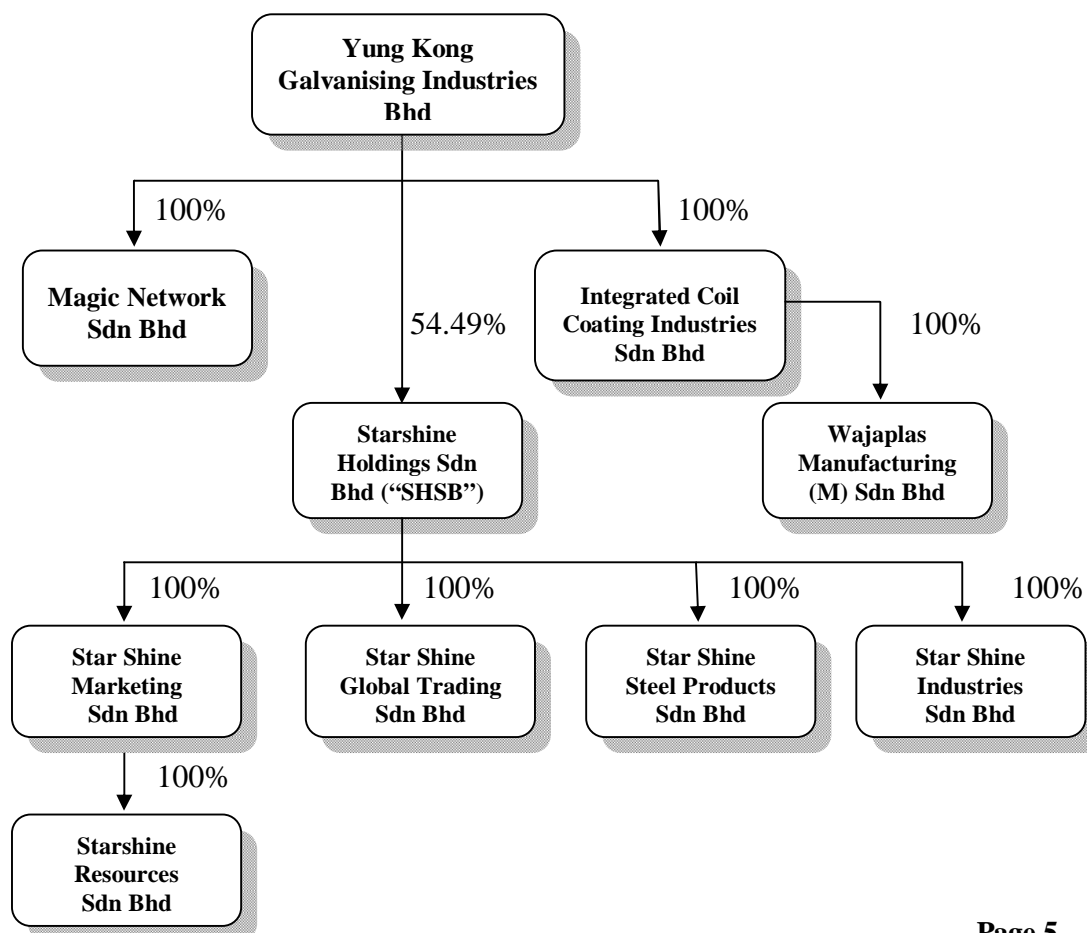 Yung Kong
Galvanising Industries
Bhd
100%
100%
Magic Network
Sdn Bhd
54.49%
Integrated Coil
Coating Industries
Sdn Bhd
100%
Starshine
Holdings Sdn
Bhd (“SHSB”)
Wajaplas
Manufacturing
(M) Sdn Bhd
100%
100%
100%
100%
Star Shine
Marketing
Sdn Bhd
Star Shine
Global Trading
Sdn Bhd
Star Shine
Steel Products
Sdn Bhd
Star Shine
Industries
Sdn Bhd
100%
Starshine
Resources
Sdn Bhd
Page 5